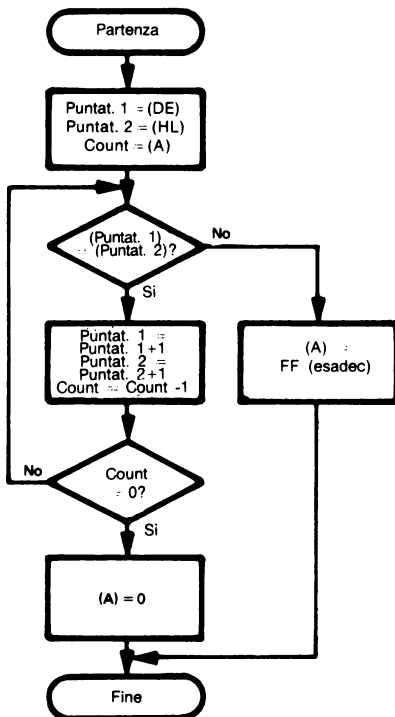 Partenza
Puntat. 1 = (DE)
Puntat. 2 = (HL)
Count = (A)
(Puntat. 1)
= (Puntat. 2)?
No
Si
Puntat. 1 =
Puntat. 1+1
Puntat. 2 =
Puntat. 2+1
Count = Count -1
(A) =
FF (esadec)
No
Count
= 0?
Si
(A) = 0
Fine